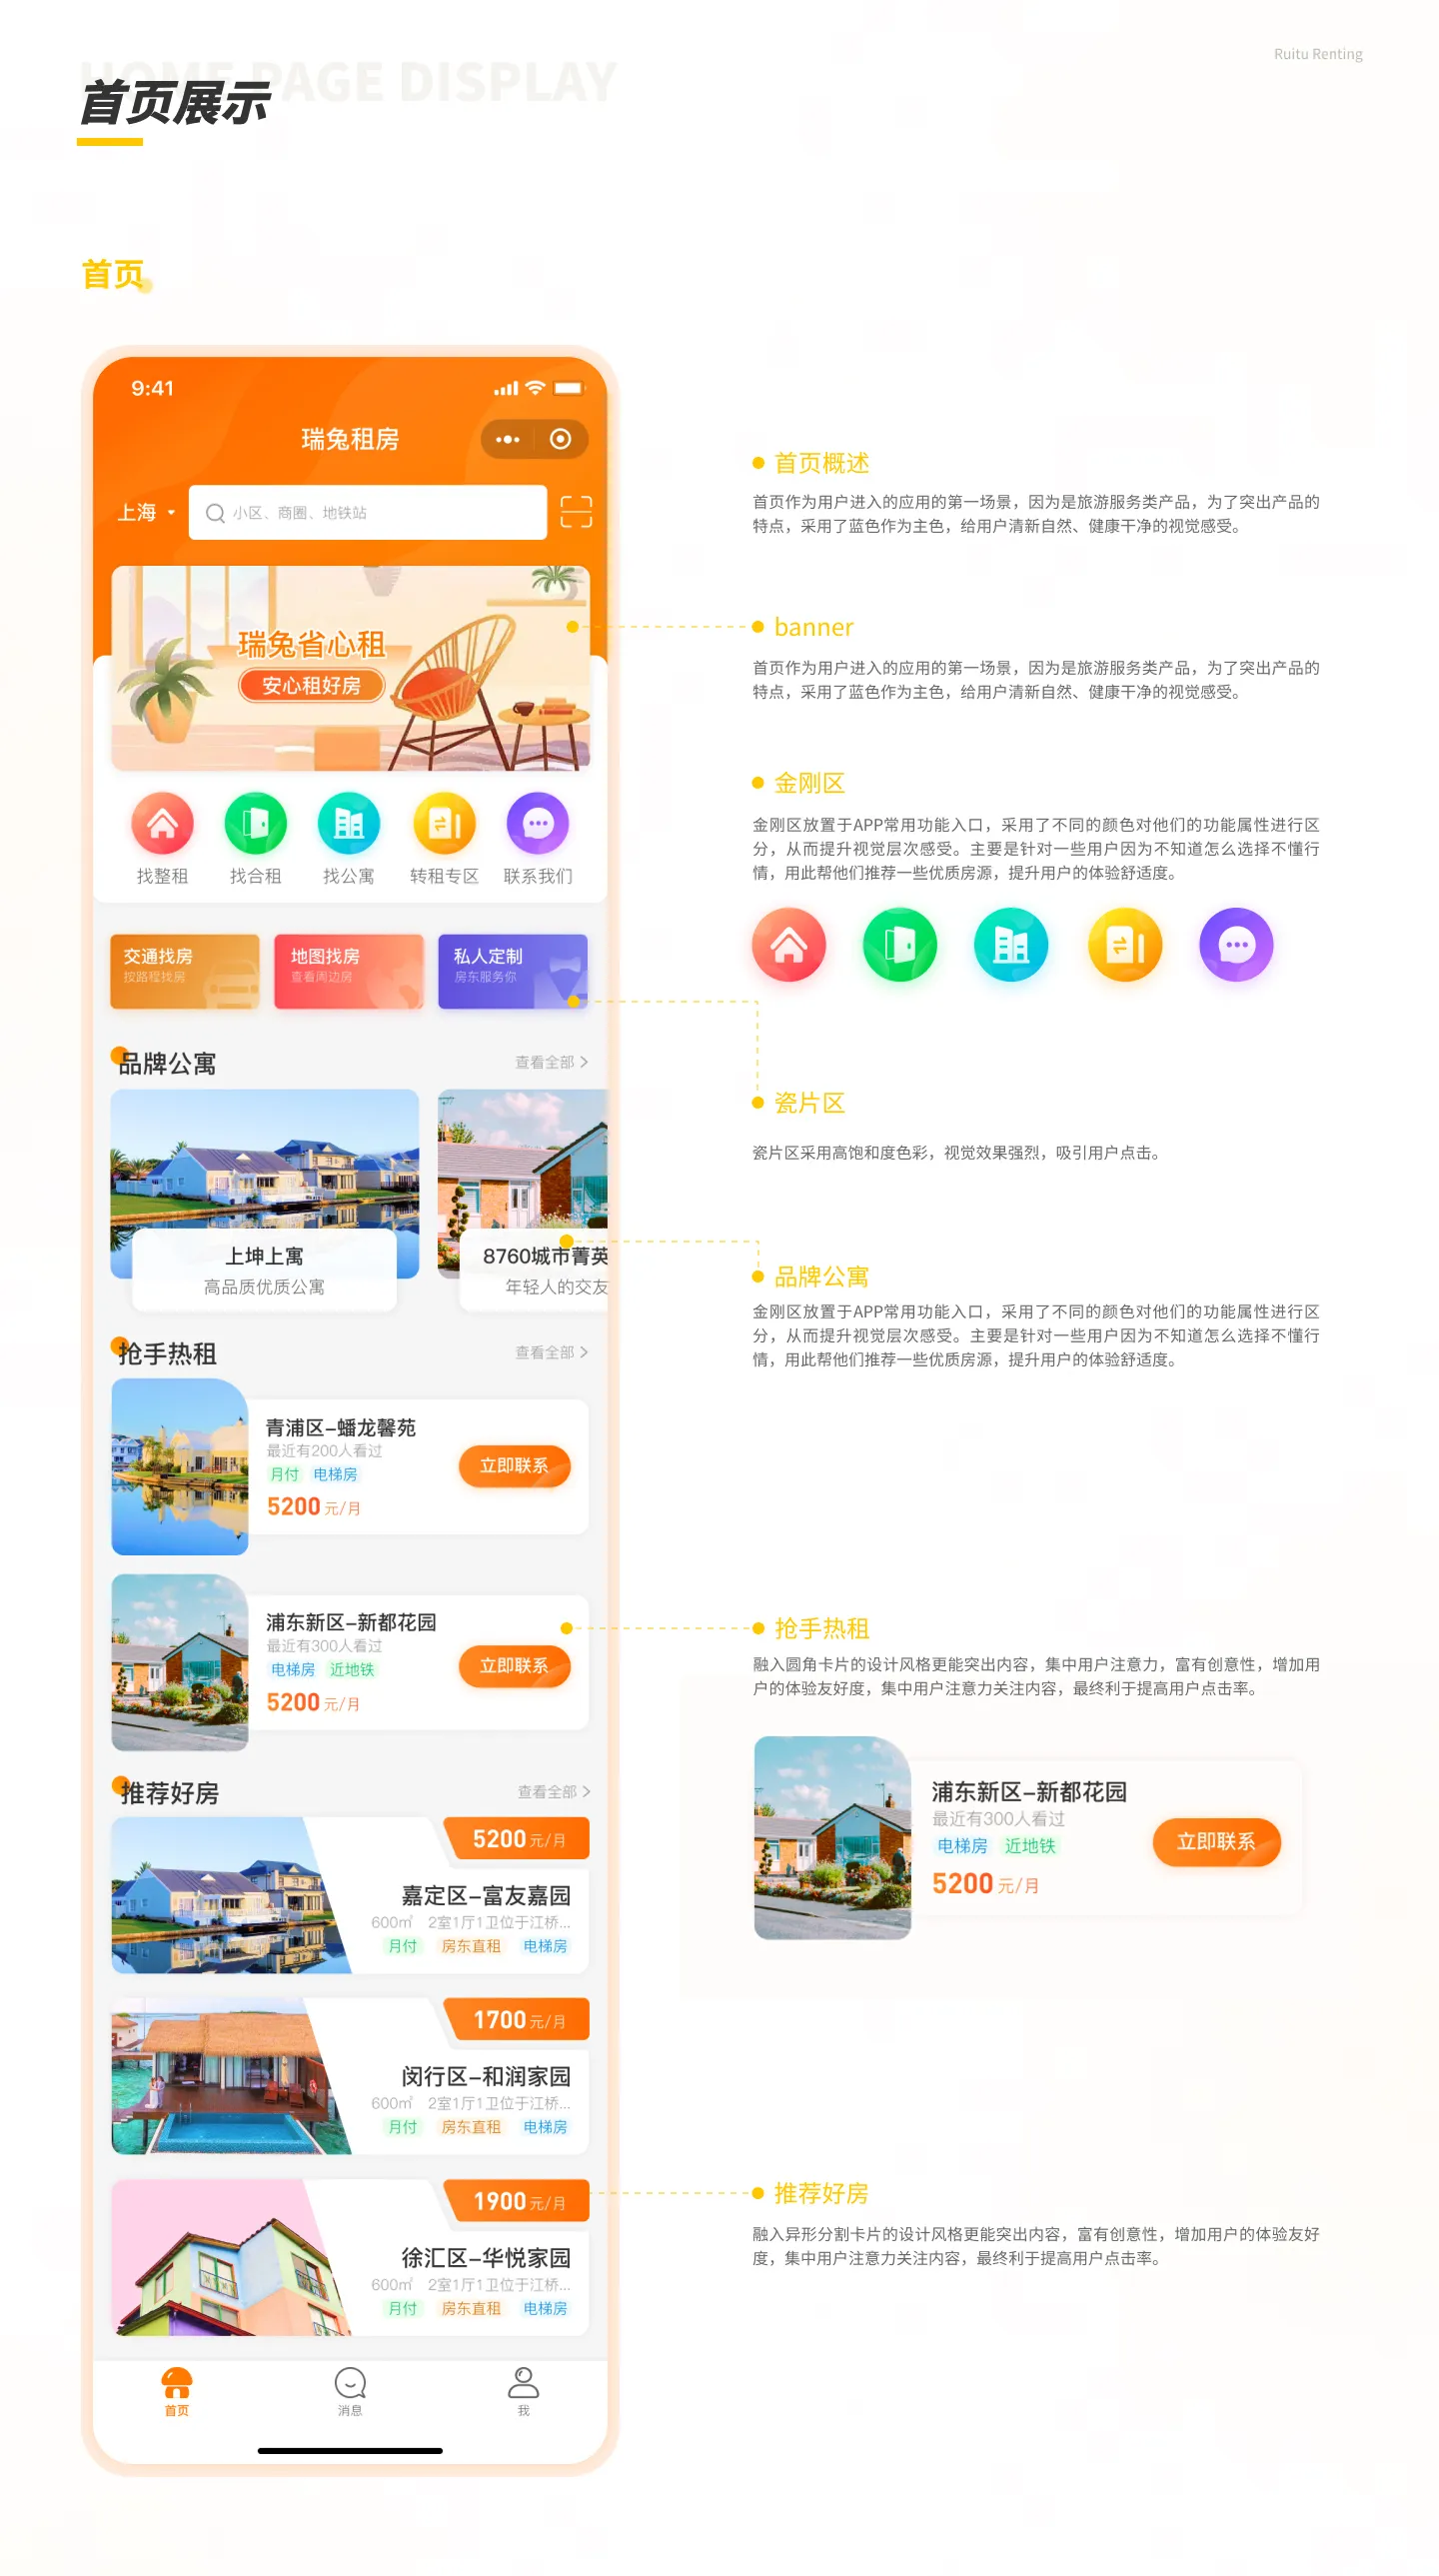 Ruitu Renting
HOME PAGE DISPLAY
首页展示
首页
9:41
瑞兔租房
上海
小区、商圈、地铁站
瑞兔省心租
安心租好房
找整租
找合租
找公寓
转租专区
联系我们
交通找房
按路程找房
地图找房
查看周边房
私人定制
房东服务你
品牌公寓
查看全部
上坤上寓
高品质优质公寓
8760城市菁英
年轻人的交友
抢手热租
查看全部
青浦区-蟠龙馨苑
最近有200人看过
月付 电梯房
5200元/月
立即联系
浦东新区-新都花园
最近有300人看过
电梯房 近地铁
5200元/月
立即联系
推荐好房
查看全部
5200元/月
嘉定区-富友嘉园
600㎡ 2室1厅1卫位于江桥...
月付 房东直租 电梯房
1700元/月
闵行区-和润家园
600㎡ 2室1厅1卫位于江桥...
月付 房东直租 电梯房
1900元/月
徐汇区-华悦家园
600㎡ 2室1厅1卫位于江桥...
月付 房东直租 电梯房
首页
消息
我
首页概述
首页作为用户进入的应用的第一场景，因为是旅游服务类产品，为了突出产品的
特点，采用了蓝色作为主色，给用户清新自然、健康干净的视觉感受。
banner
首页作为用户进入的应用的第一场景，因为是旅游服务类产品，为了突出产品的
特点，采用了蓝色作为主色，给用户清新自然、健康干净的视觉感受。
金刚区
金刚区放置于APP常用功能入口，采用了不同的颜色对他们的功能属性进行区
分，从而提升视觉层次感受。主要是针对一些用户因为不知道怎么选择不懂行
情，用此帮他们推荐一些优质房源，提升用户的体验舒适度。
瓷片区
瓷片区采用高饱和度色彩，视觉效果强烈，吸引用户点击。
品牌公寓
金刚区放置于APP常用功能入口，采用了不同的颜色对他们的功能属性进行区
分，从而提升视觉层次感受。主要是针对一些用户因为不知道怎么选择不懂行
情，用此帮他们推荐一些优质房源，提升用户的体验舒适度。
抢手热租
融入圆角卡片的设计风格更能突出内容，集中用户注意力，富有创意性，增加用
户的体验友好度，集中用户注意力关注内容，最终利于提高用户点击率。
浦东新区-新都花园
最近有300人看过
电梯房 近地铁
5200元/月
立即联系
推荐好房
融入异形分割卡片的设计风格更能突出内容，富有创意性，增加用户的体验友好
度，集中用户注意力关注内容，最终利于提高用户点击率。